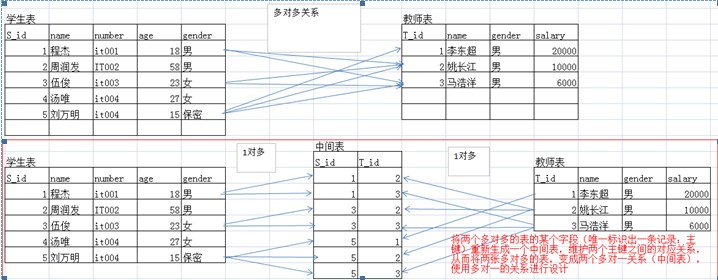 多对多关系
学生表
教师表
S_id name number age gender
T_id name gender salary
1 程杰 it001 18 男
1 李东超 男 20000
2 周润发 IT002 58 男
2 姚长江 男 10000
3 伍俊 it003 23 女
3 马浩洋 男 6000
4 汤唯 it004 27 女
5 刘万明 it004 15 保密
1对多
中间表
1对多
学生表
教师表
S_id name number age gender
S_id T_id
T_id name gender salary
1 程杰 it001 18 男
1 2
1 李东超 男 20000
2 周润发 IT002 58 男
1 3
2 姚长江 男 10000
3 伍俊 it003 23 女
3 2
3 马浩洋 男 6000
4 汤唯 it004 27 女
3 3
5 刘万明 it004 15 保密
5 1
5 2
5 3
将两个多对多的表的某个字段（唯一标识出一条记录，主
键）重新生成一个中间表，维护两个主键之间的对应关系，
从而将两张多对多的表，变成两个多对一关系（中间表），
使用多对一的关系进行设计